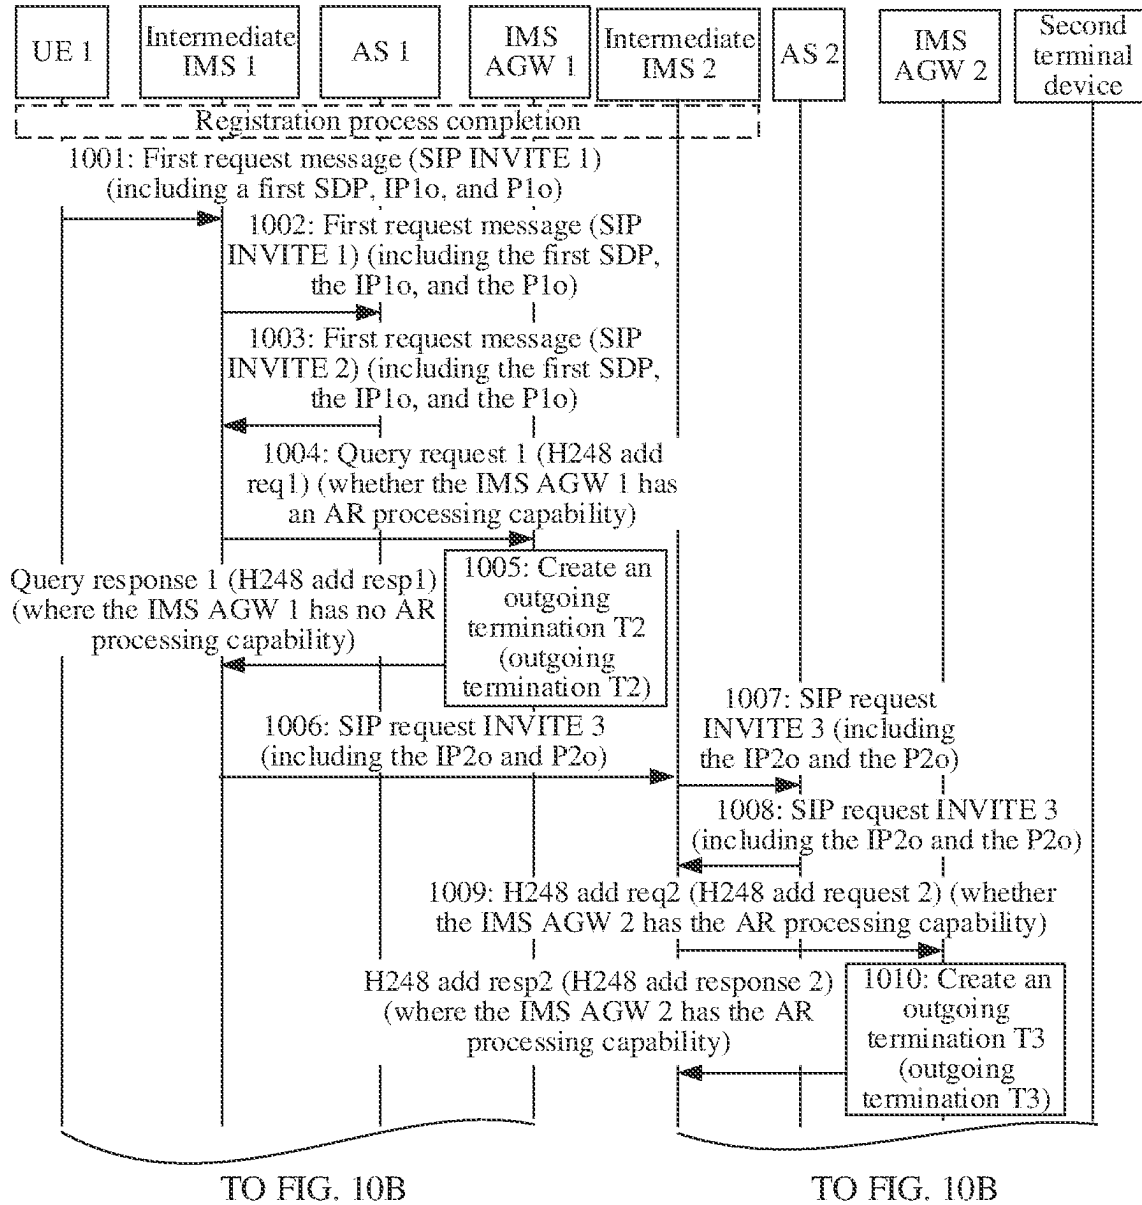 UE 1
Intermediate
IMS 1
AS 1
IMS
AGW 1
Intermediate
IMS 2
AS 2
IMS
AGW 2
Second
terminal
device
Registration process completion
1001: First request message (SIP INVITE 1)
(including a first SDP, IP1o, and P1o)
1002: First request message (SIP
INVITE 1) (including the first SDP,
the IP1o, and the P1o)
1003: First request message (SIP
INVITE 2) (including the first SDP,
the IP1o, and the P1o)
1004: Query request 1 (H248 add
req1) (whether the IMS AGW 1 has
an AR processing capability)
1005: Create an
outgoing
termination T2
(outgoing
termination T2)
Query response 1 (H248 add resp1)
(where the IMS AGW 1 has no AR
processing capability)
1006: SIP request INVITE 3
(including the IP2o and P2o)
1007: SIP request
INVITE 3 (including
the IP2o and the P2o)
1008: SIP request INVITE 3
(including the IP2o and the P2o)
1009: H248 add req2 (H248 add request 2) (whether
the IMS AGW 2 has the AR processing capability)
1010: Create an
outgoing
termination T3
(outgoing
termination T3)
H248 add resp2 (H248 add response 2)
(where the IMS AGW 2 has the AR
processing capability)
TO FIG. 10B
TO FIG. 10B